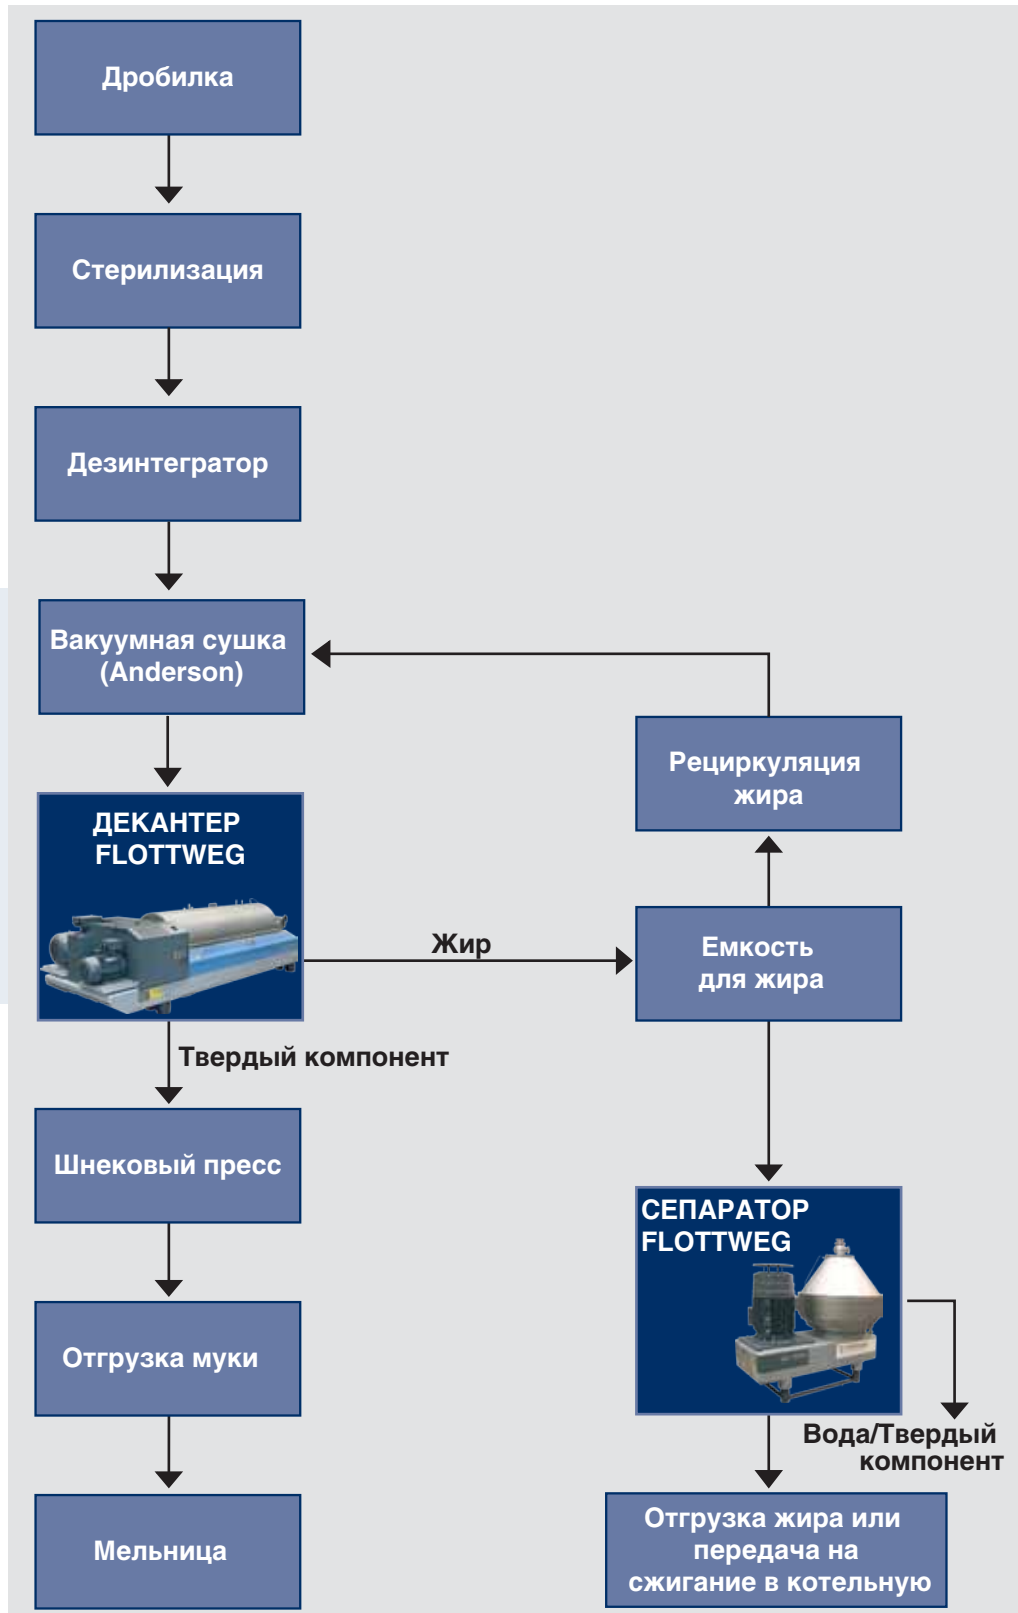 Дробилка
Стерилизация
Дезинтегратор
Вакуумная сушка
(Anderson)
Рециркуляция
жира
ДЕКАНТЕР
FLOTTWEG
Жир
Емкость
для жира
Твердый компонент
Шнековый пресс
СЕПАРАТОР
FLOTTWEG
Отгрузка муки
Вода/Твердый
компонент
Мельница
Отгрузка жира или
передача на
сжигание в котельную